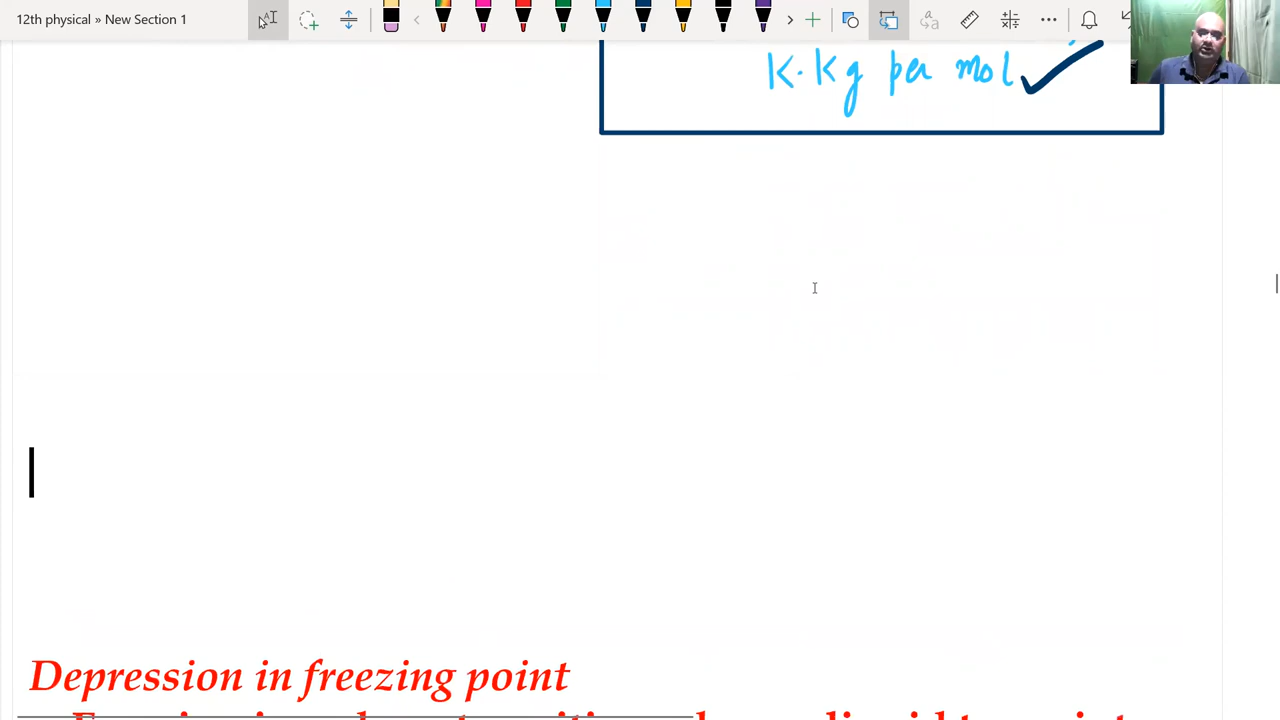 12th physical » New Section 1
K·Kg per mol
Depression in freezing point